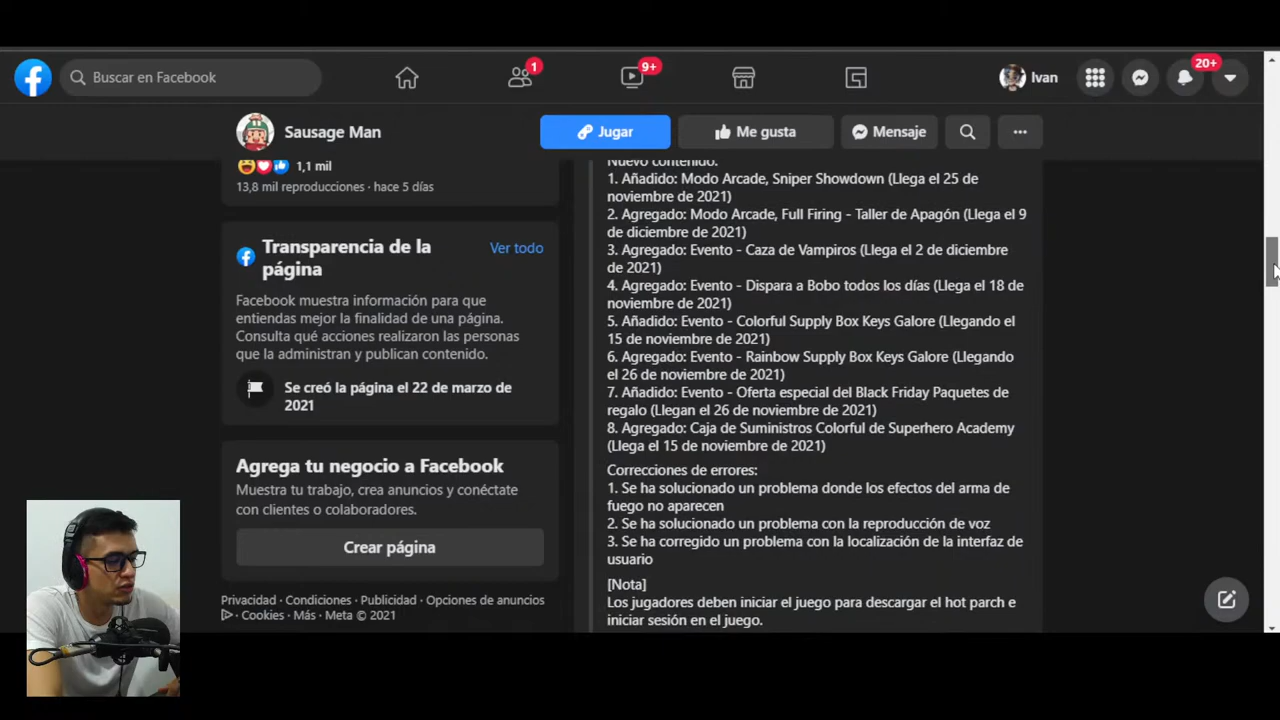 Buscar en Facebook
1
9+
Ivan
20+
Sausage Man
Jugar
Me gusta
Mensaje
1,1 mil
13,8 mil reproducciones · hace 5 días
Transparencia de la página
Ver todo
Facebook muestra información para que
entiendas mejor la finalidad de una página.
Consulta qué acciones realizaron las personas
que la administran y publican contenido.
Se creó la página el 22 de marzo de
2021
Agrega tu negocio a Facebook
Muestra tu trabajo, crea anuncios y conéctate
con clientes o colaboradores.
Crear página
Privacidad · Condiciones · Publicidad · Opciones de anuncios
· Cookies · Más · Meta © 2021
Nuevo contenido:
1. Añadido: Modo Arcade, Sniper Showdown (Llega el 25 de
noviembre de 2021)
2. Agregado: Modo Arcade, Full Firing - Taller de Apagón (Llega el 9
de diciembre de 2021)
3. Agregado: Evento - Caza de Vampiros (Llega el 2 de diciembre
de 2021)
4. Agregado: Evento - Dispara a Bobo todos los días (Llega el 18 de
noviembre de 2021)
5. Añadido: Evento - Colorful Supply Box Keys Galore (Llegando el
15 de noviembre de 2021)
6. Agregado: Evento - Rainbow Supply Box Keys Galore (Llegando
el 26 de noviembre de 2021)
7. Añadido: Evento - Oferta especial del Black Friday Paquetes de
regalo (Llegan el 26 de noviembre de 2021)
8. Agregado: Caja de Suministros Colorful de Superhero Academy
(Llega el 15 de noviembre de 2021)
Correcciones de errores:
1. Se ha solucionado un problema donde los efectos del arma de
fuego no aparecen
2. Se ha solucionado un problema con la reproducción de voz
3. Se ha corregido un problema con la localización de la interfaz de
usuario
[Nota]
Los jugadores deben iniciar el juego para descargar el hot parch e
iniciar sesión en el juego.